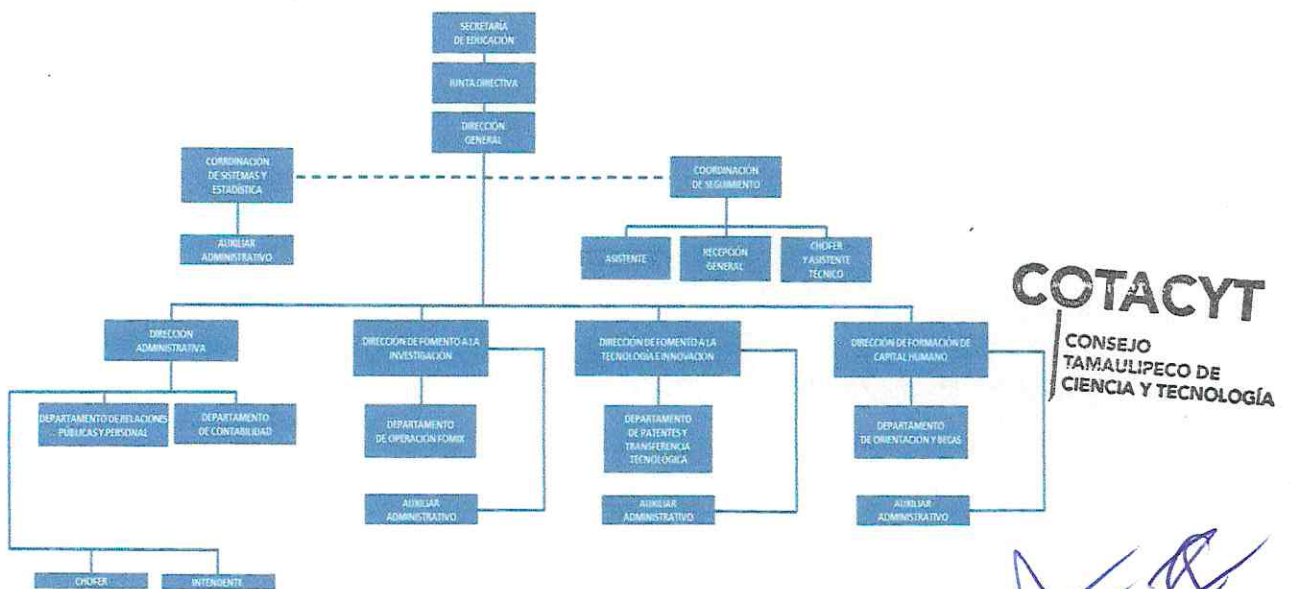 SECRETARÍA
DE EDUCACIÓN
JUNTA DIRECTIVA
DIRECCIÓN
GENERAL
COORDINACIÓN
DE SISTEMAS Y
ESTADÍSTICA
COORDINACIÓN
DE SEGUIMIENTO
AUXILIAR
ADMINISTRATIVO
ASISTENTE
RECEPCIÓN
GENERAL
CHOFER
Y ASISTENTE
TÉCNICO
COTACYT
CONSEJO
TAMAULIPECO DE
CIENCIA Y TECNOLOGÍA
DIRECCIÓN
ADMINISTRATIVA
DIRECCIÓN DE FOMENTO A LA
INVESTIGACIÓN
DIRECCIÓN DE FOMENTO A LA
TECNOLOGÍA E INNOVACIÓN
DIRECCIÓN DE FORMACIÓN DE
CAPITAL HUMANO
DEPARTAMENTO DE RELACIONES
PÚBLICAS Y PERSONAL
DEPARTAMENTO
DE CONTABILIDAD
DEPARTAMENTO
DE OPERACIÓN FOMIX
DEPARTAMENTO
DE PATENTES Y
TRANSFERENCIA
TECNOLÓGICA
DEPARTAMENTO
DE ORIENTACIÓN Y BECAS
AUXILIAR
ADMINISTRATIVO
AUXILIAR
ADMINISTRATIVO
AUXILIAR
ADMINISTRATIVO
CHOFER
INTENDENTE